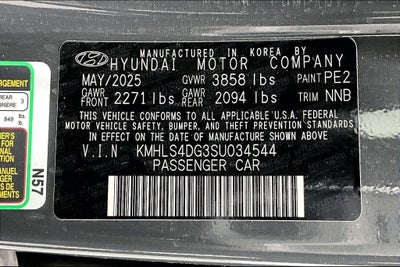 MANUFACTURED IN KOREA BY
HYUNDAI MOTOR COMPANY
MAY/2025 GVWR 3858 lbs PAINT PE2
GAWR FRONT 2271 lbs GAWR REAR 2094 lbs TRIM NNB
THIS VEHICLE CONFORMS TO ALL APPLICABLE U.S.A. FEDERAL
MOTOR VEHICLE SAFETY, BUMPER, AND THEFT PREVENTION STANDARDS
IN EFFECT ON THE DATE OF MANUFACTURE SHOWN ABOVE.
V.I.N KMHLS4DG3SU034544
PASSENGER CAR
N57
REAR 3